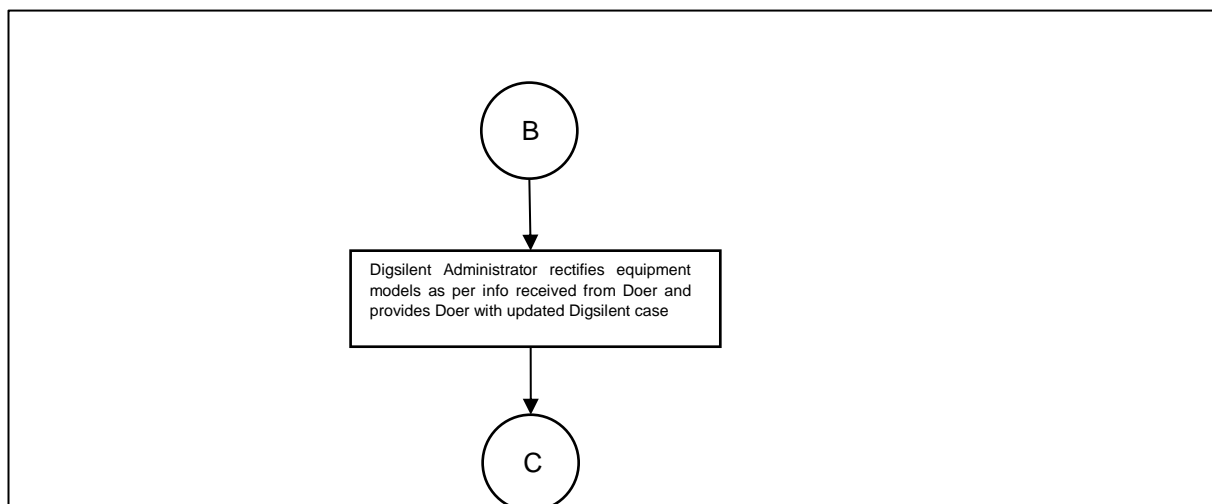 B
Digsilent Administrator rectifies equipment
models as per info received from Doer and
provides Doer with updated Digsilent case
C